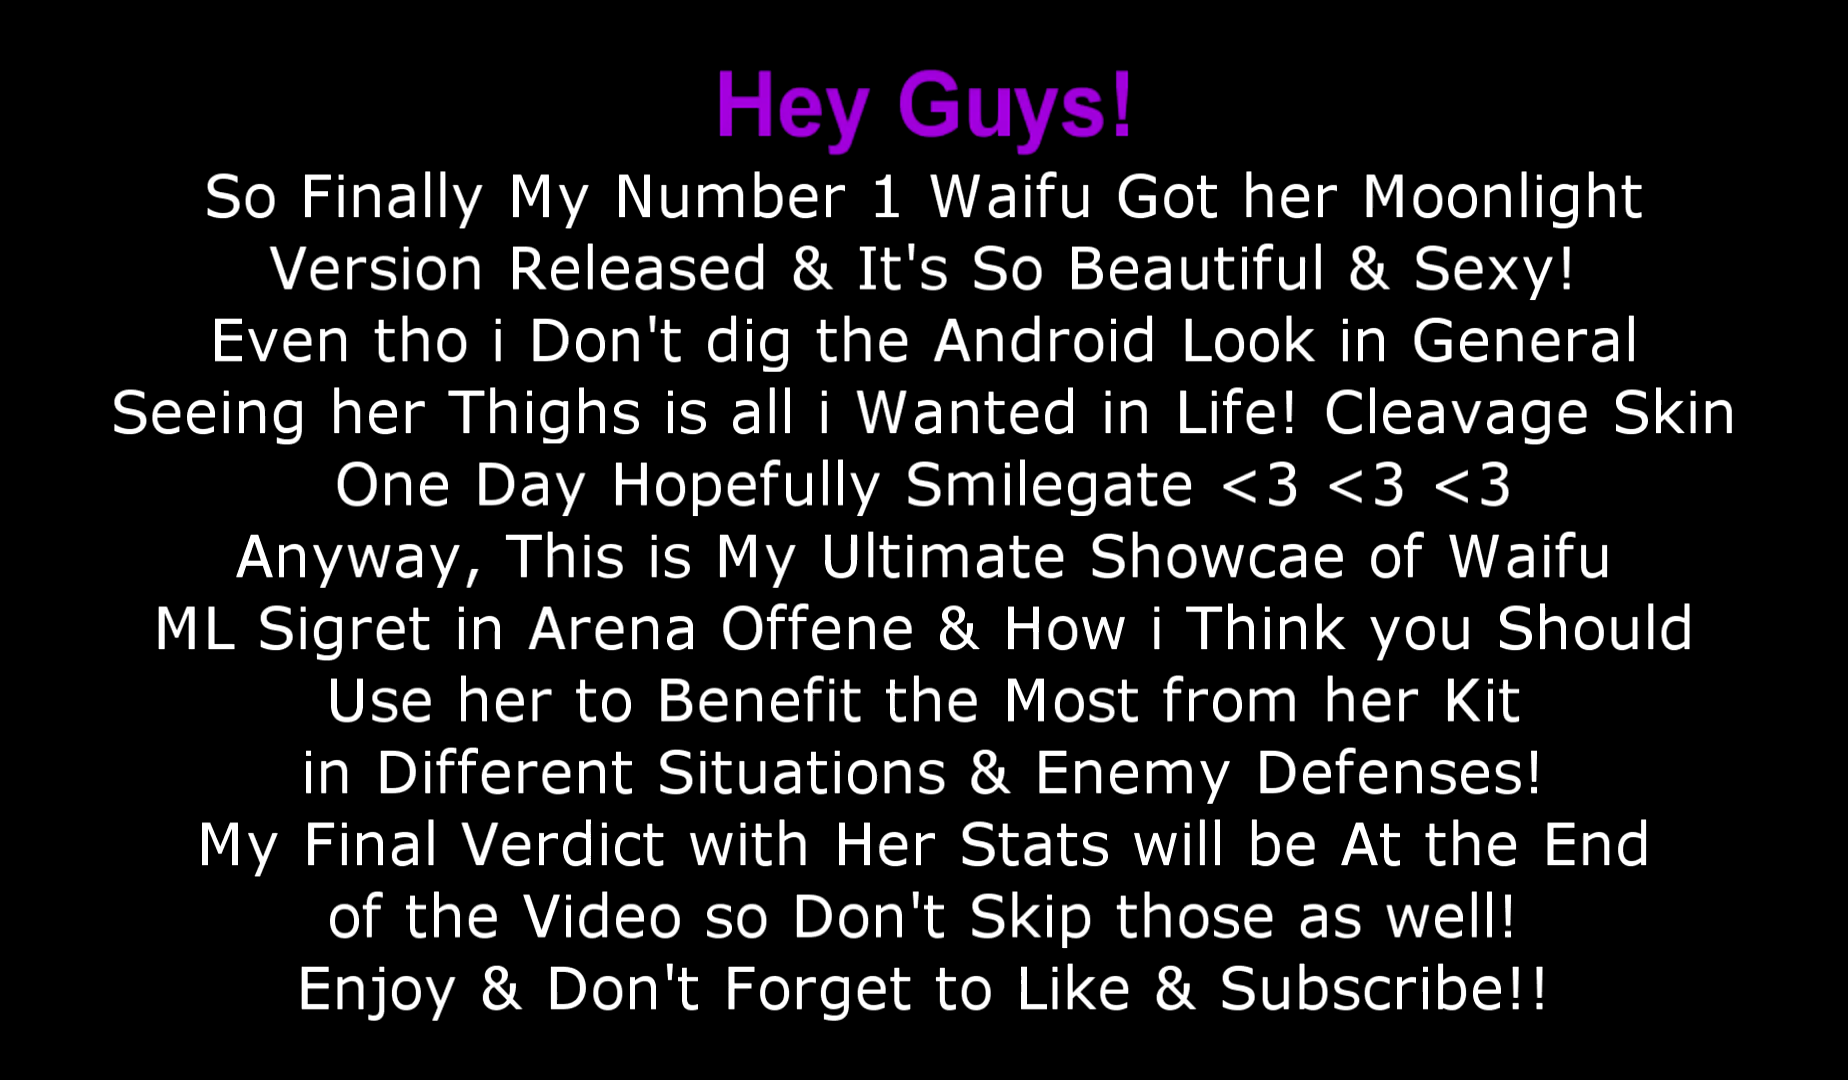 Hey Guys!
So Finally My Number 1 Waifu Got her Moonlight
Version Released & It's So Beautiful & Sexy!
Even tho i Don't dig the Android Look in General
Seeing her Thighs is all i Wanted in Life! Cleavage Skin
One Day Hopefully Smilegate <3 <3 <3
Anyway, This is My Ultimate Showcae of Waifu
ML Sigret in Arena Offene & How i Think you Should
Use her to Benefit the Most from her Kit
in Different Situations & Enemy Defenses!
My Final Verdict with Her Stats will be At the End
of the Video so Don't Skip those as well!
Enjoy & Don't Forget to Like & Subscribe!!